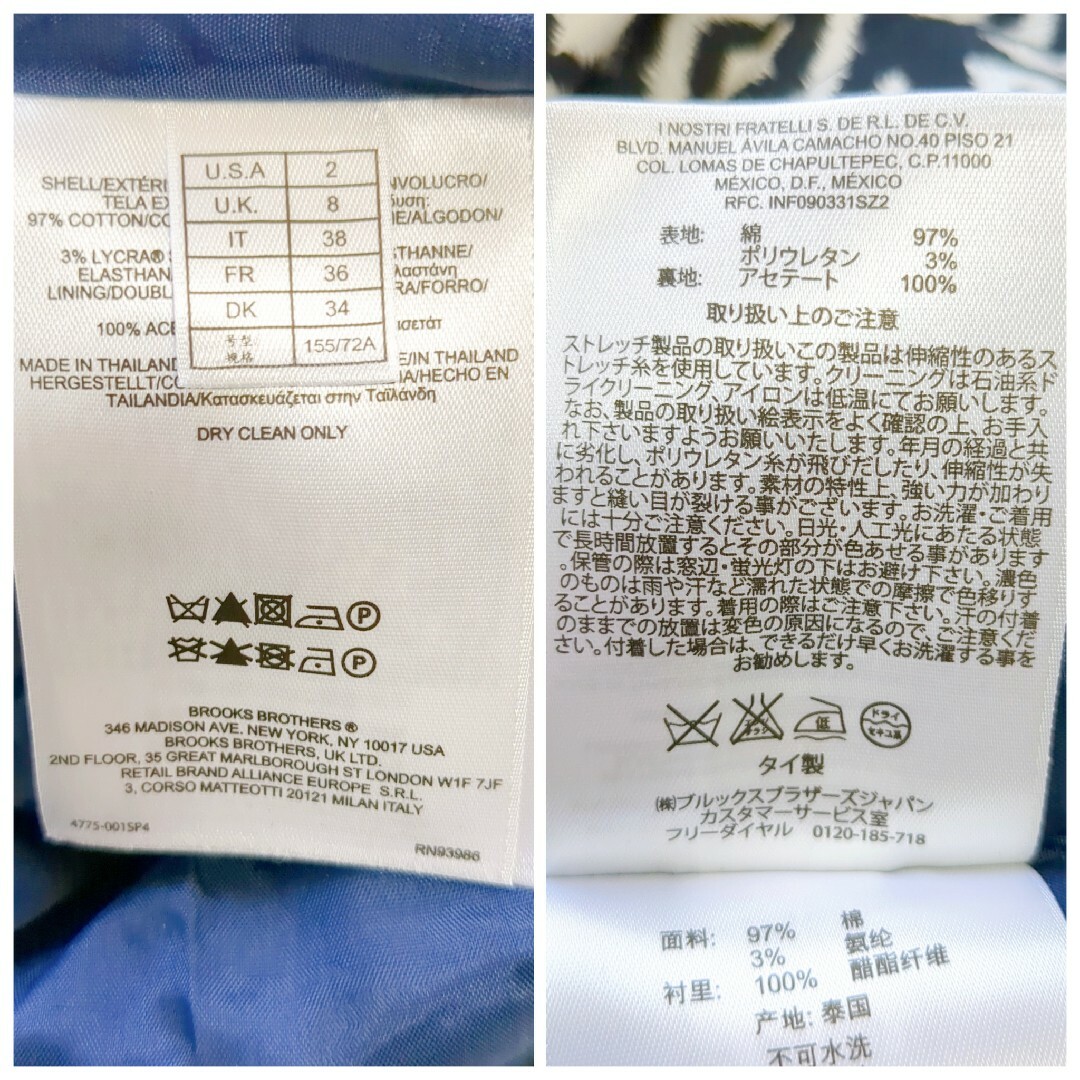 U.S.A 2
U.K. 8
IT 38
FR 36
DK 34
号型 规格 155/72A
SHELL/EXTÉRI NVOLUCRO/
TELA EX δυση:
97% COTTON/CO E/ALGODON/
3% LYCRA® STHANNE/
ELASTHAN λαστάνη
LINING/DOUBL RA/FORRO/
100% ACE ισετάτ
MADE IN THAILAND E/IN THAILAND
HERGESTELLT/CO IA/HECHO EN
TAILANDIA/Κατασκευάζεται στην Ταϊλάνδη
DRY CLEAN ONLY
P
P
BROOKS BROTHERS®
346 MADISON AVE. NEW YORK, NY 10017 USA
BROOKS BROTHERS, UK LTD.
2ND FLOOR, 35 GREAT MARLBOROUGH ST LONDON W1F 7JF
RETAIL BRAND ALLIANCE EUROPE S.R.L.
3, CORSO MATTEOTTI 20121 MILAN ITALY
4775-001SP4
RN93986
I NOSTRI FRATELLI S. DE R.L. DE C.V.
BLVD. MANUEL ÁVILA CAMACHO NO.40 PISO 21
COL. LOMAS DE CHAPULTEPEC, C.P.11000
MÉXICO, D.F., MÉXICO
RFC. INF090331SZ2
表地: 綿 97%
ポリウレタン 3%
裏地: アセテート 100%
取り扱い上のご注意
ストレッチ製品の取り扱いこの製品は伸縮性のあるス
トレッチ糸を使用しています。クリーニングは石油系ド
ライクリーニング、アイロンは低温にてお願いします。
なお、製品の取り扱い絵表示をよく確認の上、お手入
れ下さいますようお願いいたします。年月の経過と共
に劣化し、ポリウレタン糸が飛びだしたり、伸縮性が失
われることがあります。素材の特性上、強い力が加わり
ますと縫い目が裂ける事がございます。お洗濯・ご着用
には十分ご注意ください。日光・人工光にあたる状態
で長時間放置するとその部分が色あせる事があります
。保管の際は窓辺・蛍光灯の下はお避け下さい。濃色
のものは雨や汗など濡れた状態での摩擦で色移りす
ることがあります。着用の際はご注意下さい。汗の付着
のままでの放置は変色の原因になるので、ご注意くだ
さい。付着した場合は、できるだけ早くお洗濯する事を
お勧めします。
エンソ サラシ 低 ドライ セキユ系
タイ製
㈱ブルックスブラザーズジャパン
カスタマーサービス室
フリーダイヤル 0120-185-718
面料: 97% 棉
3% 氨纶
衬里: 100% 醋酯纤维
产地: 泰国
不可水洗